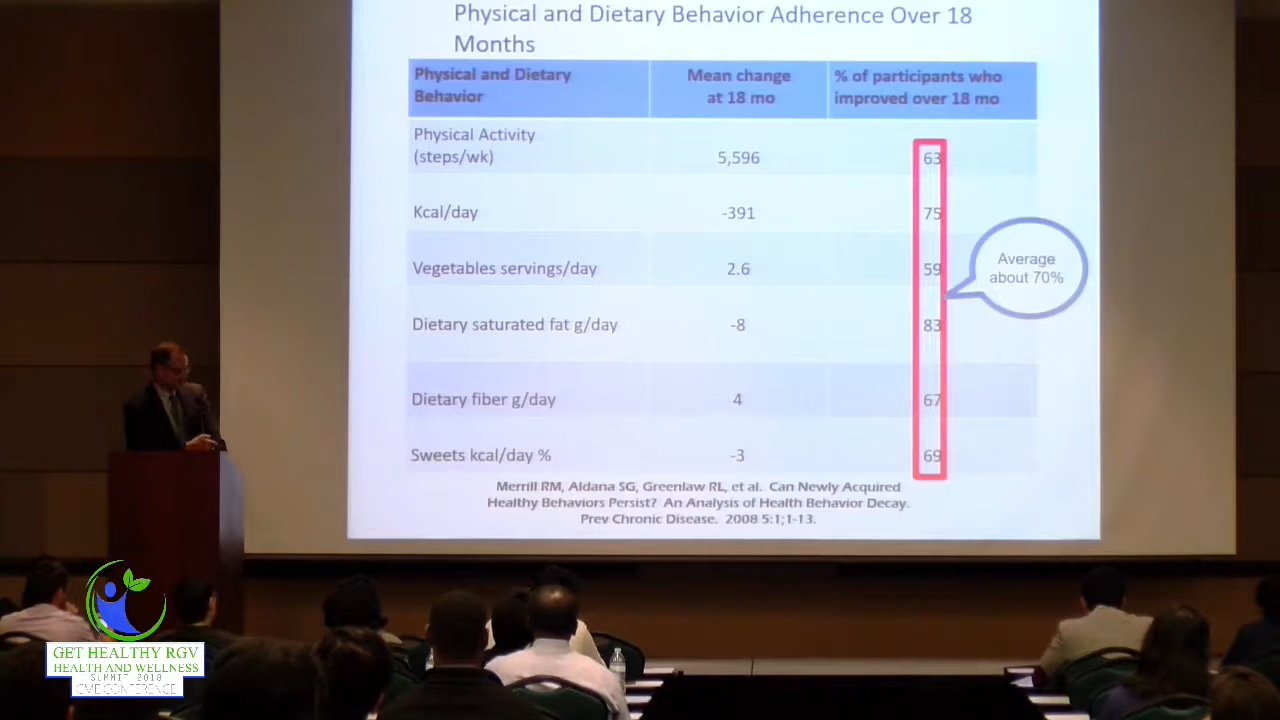 Physical and Dietary Behavior Adherence Over 18
Months
Physical and Dietary
Behavior
Mean change
at 18 mo
% of participants who
improved over 18 mo
Physical Activity
(steps/wk)
5,596
63
Kcal/day
-391
75
Vegetables servings/day
2.6
59
Dietary saturated fat g/day
-8
83
Dietary fiber g/day
4
67
Sweets kcal/day %
-3
69
Average
about 70%
Merrill RM, Aldana SG, Greenlaw RL, et al. Can Newly Acquired
Healthy Behaviors Persist? An Analysis of Health Behavior Decay.
Prev Chronic Disease. 2008 5:1;1-13.
GET HEALTHY RGV
HEALTH AND WELLNESS
SUMMIT 2018
CME CONFERENCE